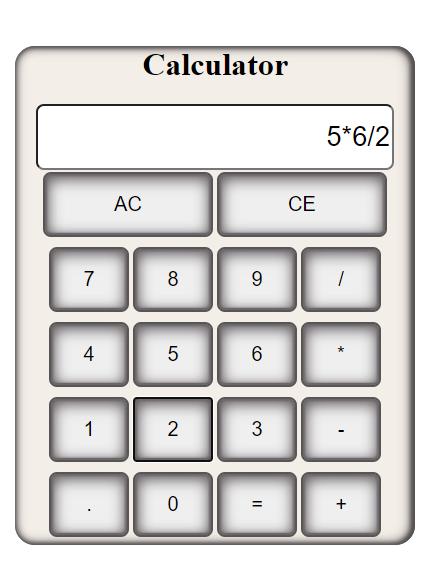 Calculator
5*6/2
AC CE
7 8 9 /
4 5 6 *
1 2 3 -
. 0 = +